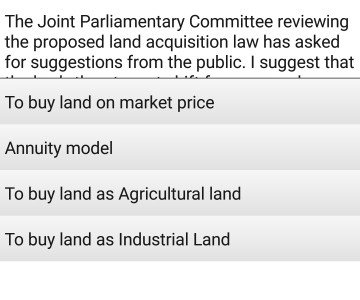 The Joint Parliamentary Committee reviewing
the proposed land acquisition law has asked
for suggestions from the public. I suggest that
To buy land on market price
Annuity model
To buy land as Agricultural land
To buy land as Industrial Land